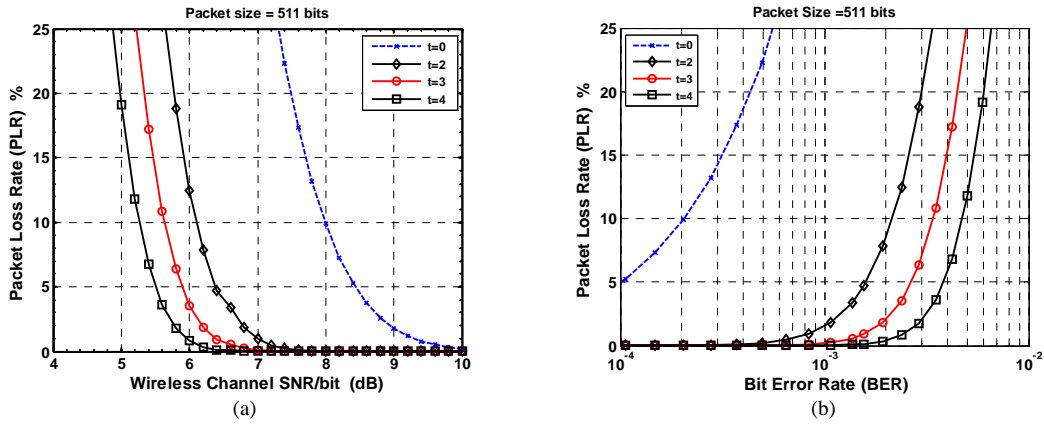 Packet size = 511 bits
25
20
15
10
5
0
4
5
6
7
8
9
10
Packet Loss Rate (PLR) %
Wireless Channel SNR/bit (dB)
t=0
t=2
t=3
t=4
(a)
Packet Size =511 bits
25
20
15
10
5
0
10-4
10-3
10-2
Packet Loss Rate (PLR) %
Bit Error Rate (BER)
t=0
t=2
t=3
t=4
(b)